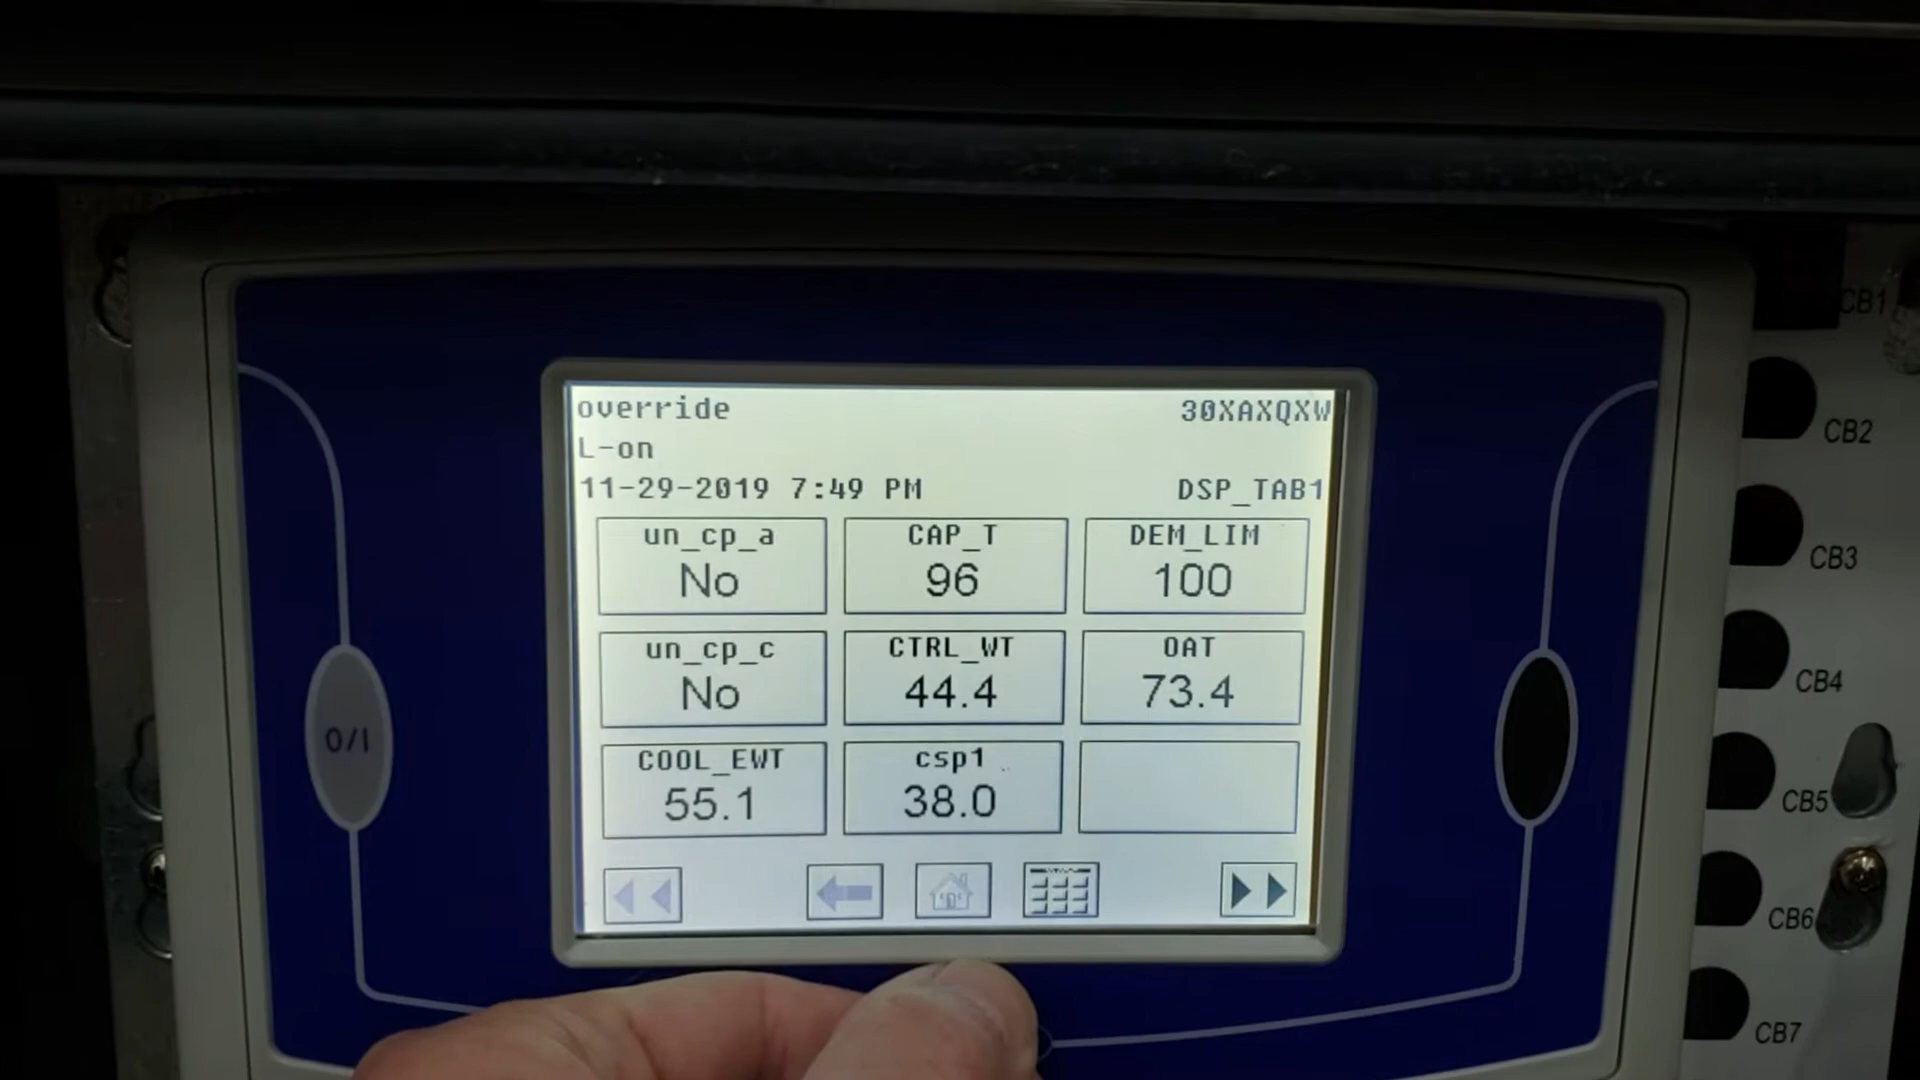 override 30XAXQXW
L-on
11-29-2019 7:49 PM DSP_TAB1
un_cp_a CAP_T DEM_LIM
No 96 100
un_cp_c CTRL_WT OAT
No 44.4 73.4
COOL_EWT csp1
55.1 38.0
O/I
CB1
CB2
CB3
CB4
CB5
CB6
CB7